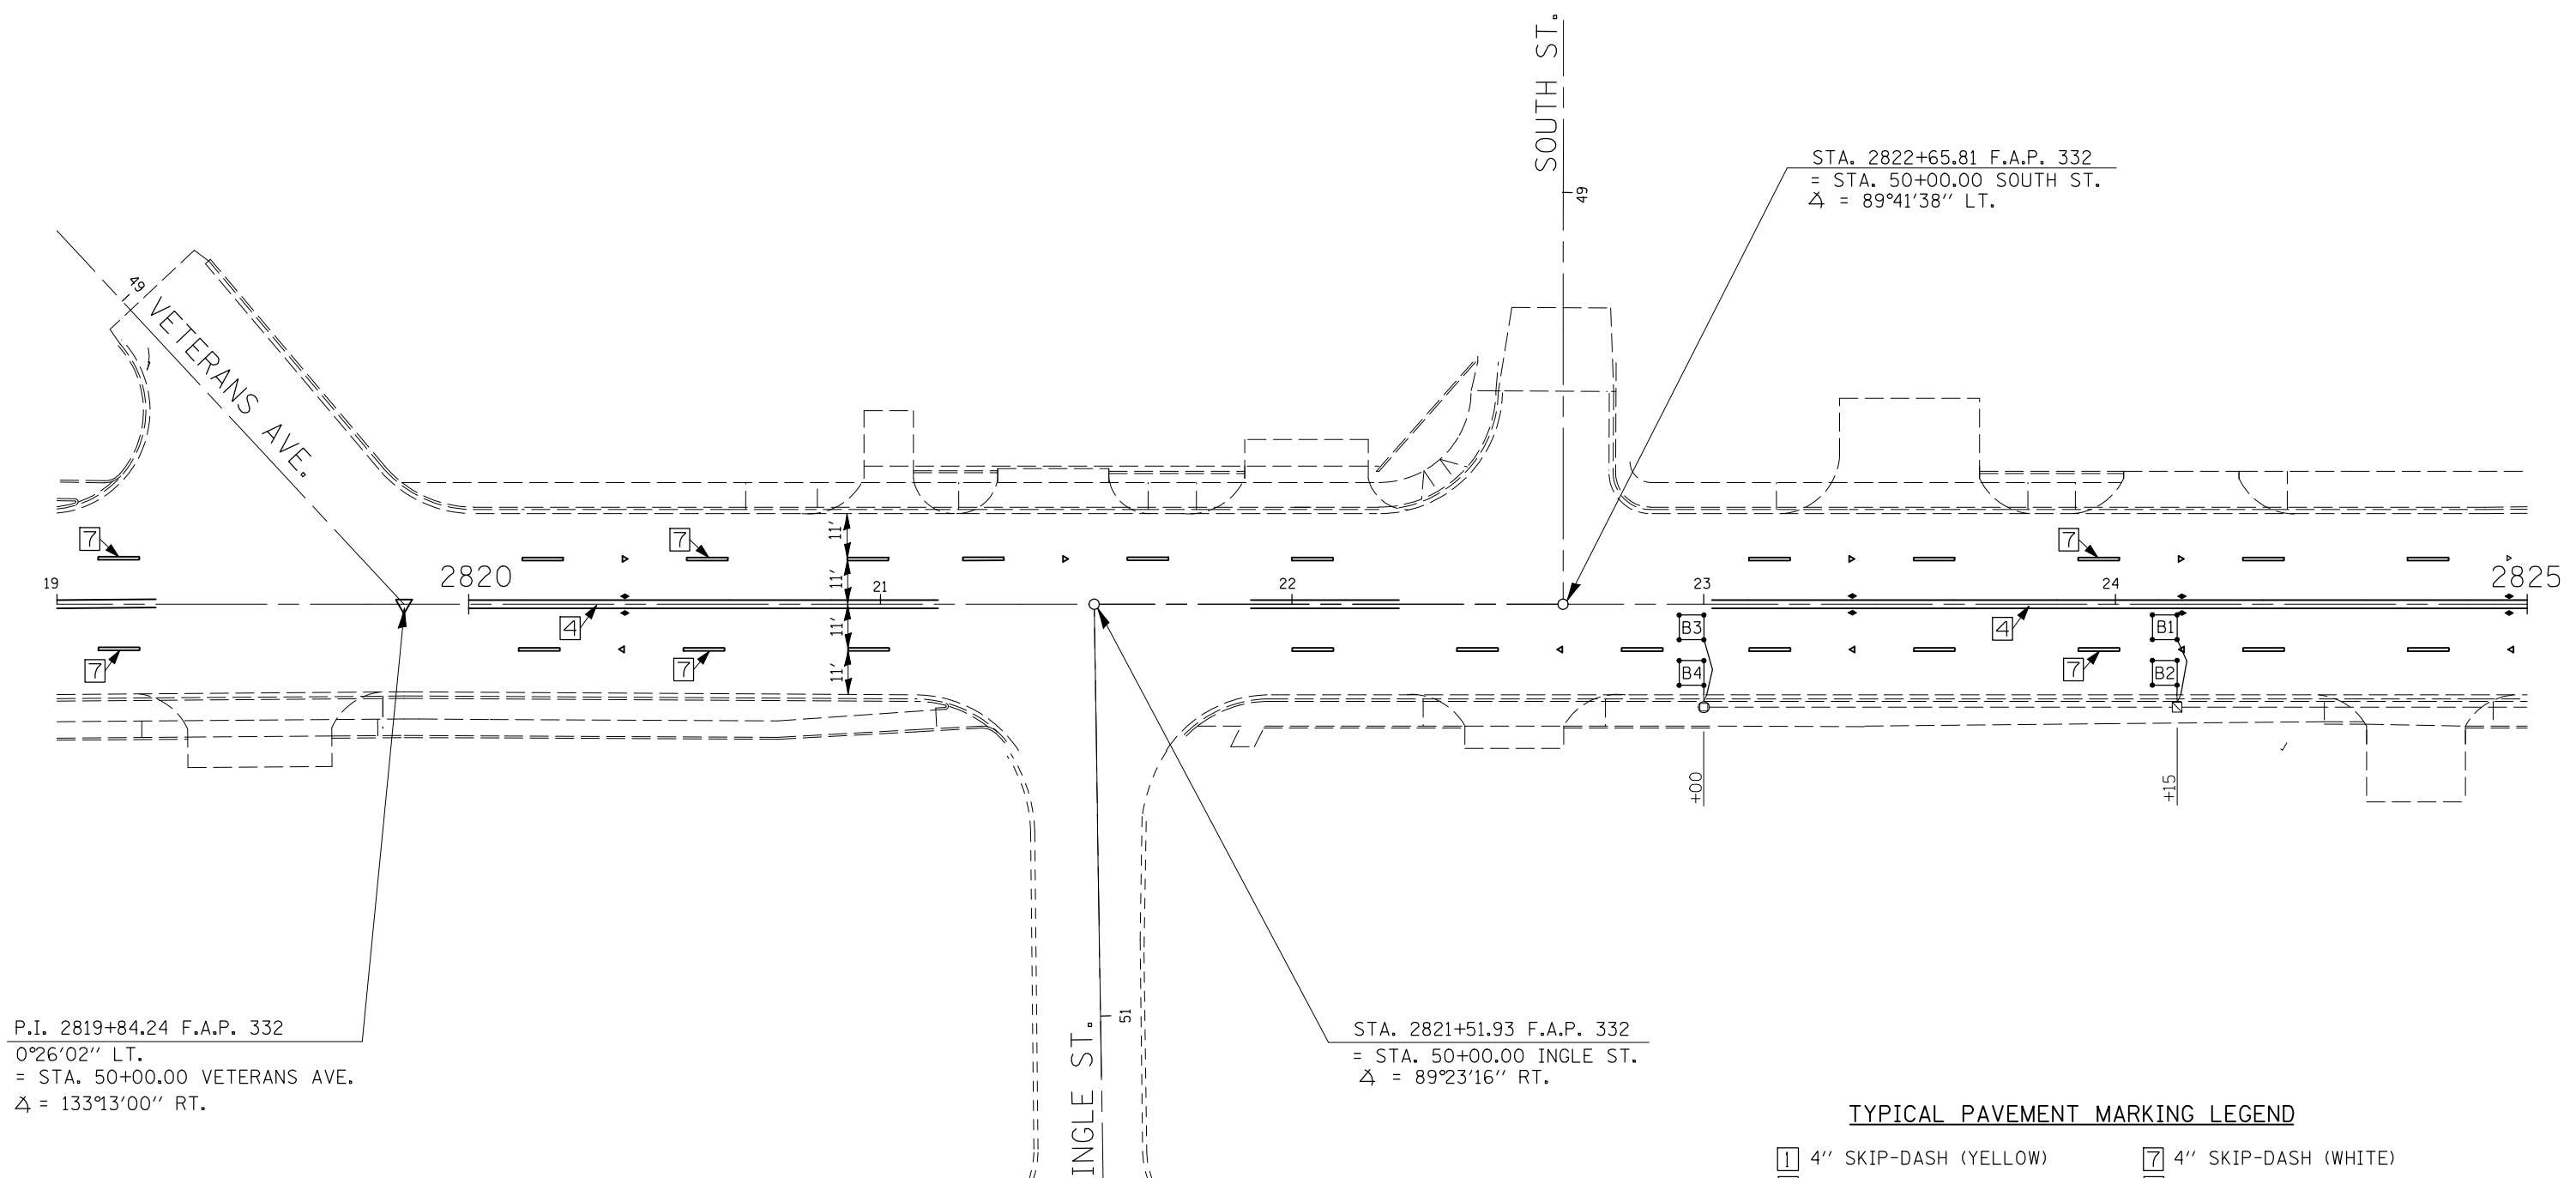 SOUTH ST.
49
STA. 2822+65.81 F.A.P. 332
= STA. 50+00.00 SOUTH ST.
∡ = 89°41'38'' LT.
49
VETERANS AVE.
7
7
7
11'
11'
11'
11'
19
2820
21
22
23
24
2825
4
4
B3
B1
B4
B2
7
7
7
+00
+15
51
INGLE ST.
P.I. 2819+84.24 F.A.P. 332
0°26'02'' LT.
= STA. 50+00.00 VETERANS AVE.
∡ = 133°13'00'' RT.
STA. 2821+51.93 F.A.P. 332
= STA. 50+00.00 INGLE ST.
∡ = 89°23'16'' RT.
TYPICAL PAVEMENT MARKING LEGEND
1 4'' SKIP-DASH (YELLOW)
7 4'' SKIP-DASH (WHITE)